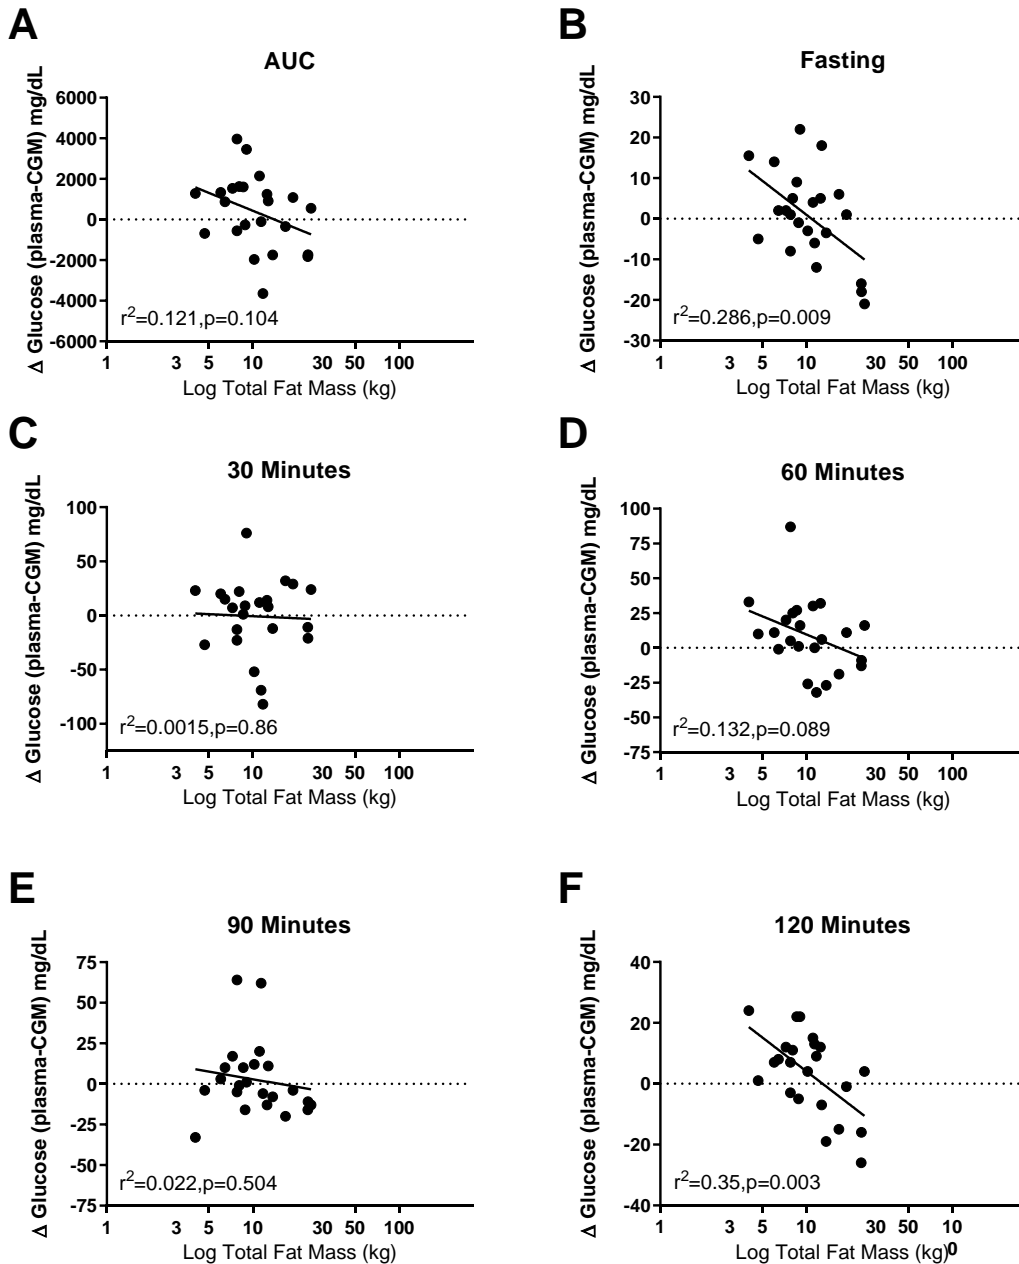 A
AUC
Δ Glucose (plasma-CGM) mg/dL
6000
4000
2000
0
-2000
-4000
-6000
r²=0.121,p=0.104
1 3 5 10 30 50 100
Log Total Fat Mass (kg)
B
Fasting
Δ Glucose (plasma-CGM) mg/dL
30
20
10
0
-10
-20
-30
r²=0.286,p=0.009
1 3 5 10 30 50 100
Log Total Fat Mass (kg)
C
30 Minutes
Δ Glucose (plasma-CGM) mg/dL
100
50
0
-50
-100
r²=0.0015,p=0.86
1 3 5 10 30 50 100
Log Total Fat Mass (kg)
D
60 Minutes
Δ Glucose (plasma-CGM) mg/dL
100
75
50
25
0
-25
-50
-75
r²=0.132,p=0.089
1 3 5 10 30 50 100
Log Total Fat Mass (kg)
E
90 Minutes
Δ Glucose (plasma-CGM) mg/dL
75
50
25
0
-25
-50
-75
r²=0.022,p=0.504
1 3 5 10 30 50 100
Log Total Fat Mass (kg)
F
120 Minutes
Δ Glucose (plasma-CGM) mg/dL
40
20
0
-20
-40
r²=0.35,p=0.003
1 3 5 10 30 50 10
0
Log Total Fat Mass (kg)